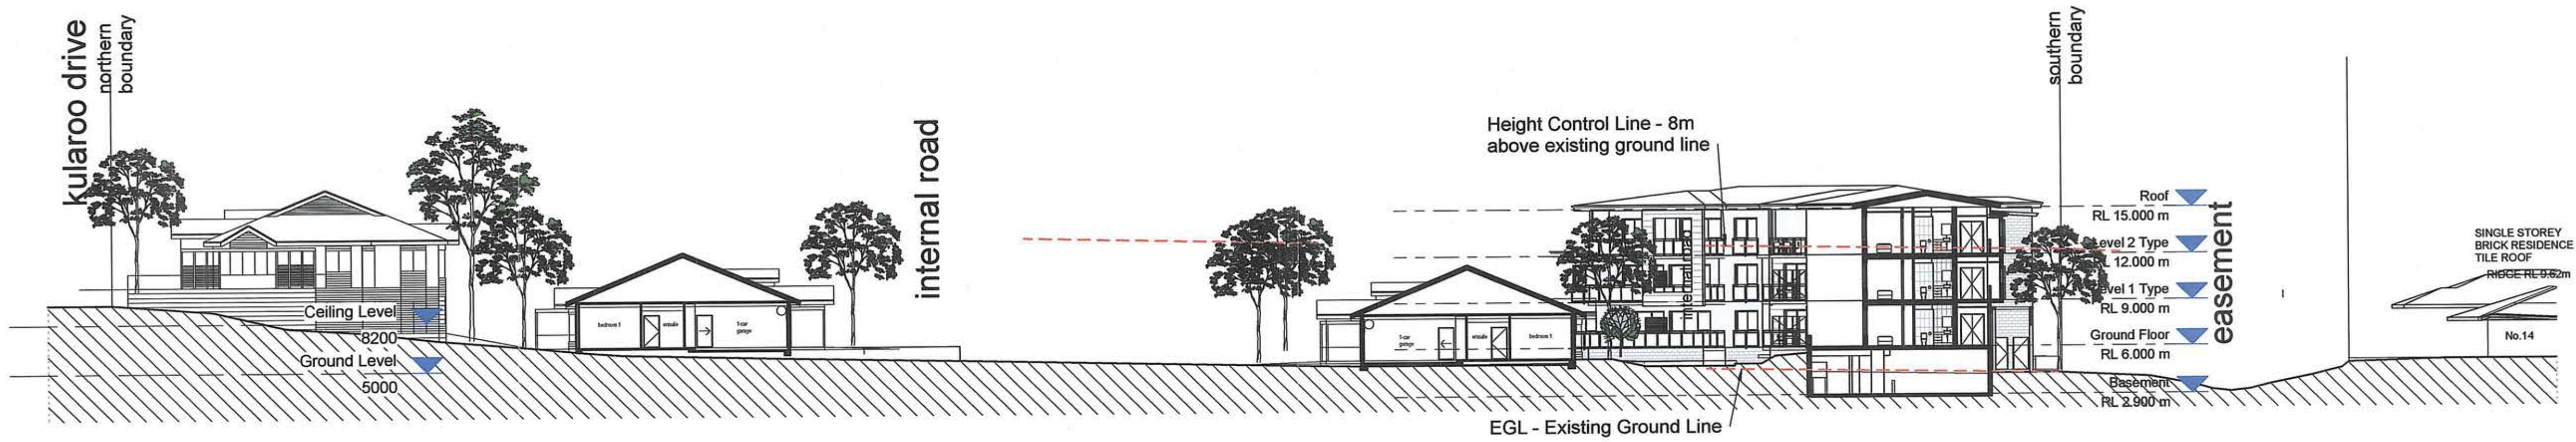 kularoo drive
northern
boundary
Ceiling Level
8200
Ground Level
5000
bedroom 1
ensuite
1-car
garage
internal road
Height Control Line - 8m
above existing ground line
1-car
garage
ensuite
bedroom 1
EGL - Existing Ground Line
southern
boundary
Roof
RL 15.000 m
Level 2 Type
RL 12.000 m
Level 1 Type
RL 9.000 m
Ground Floor
RL 6.000 m
Basement
RL 2.900 m
easement
SINGLE STOREY
BRICK RESIDENCE
TILE ROOF
RIDGE RL 9.62m
No.14